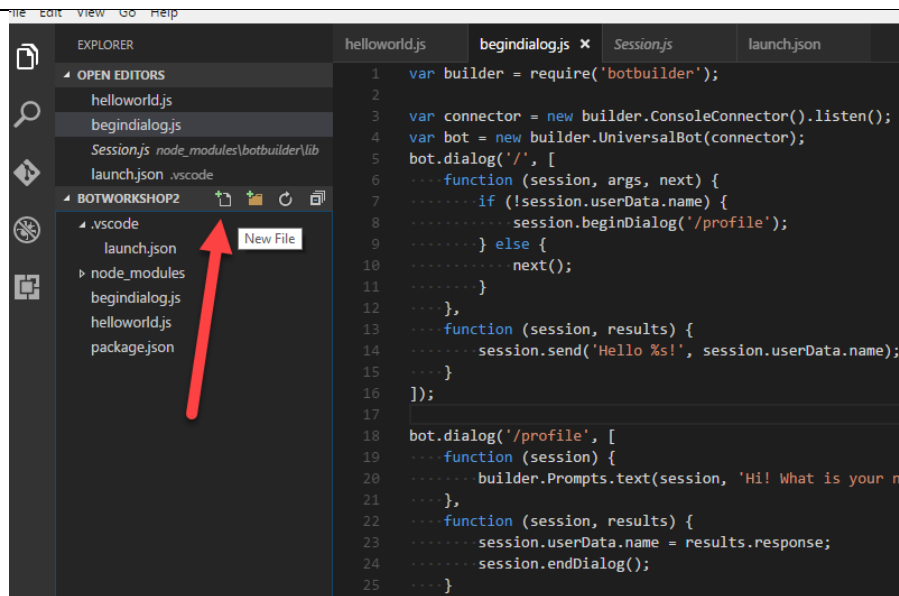 File Edit View Go Help
EXPLORER
OPEN EDITORS
helloworld.js
begindialog.js
Session.js node_modules\botbuilder\lib
launch.json .vscode
BOTWORKSHOP2
New File
.vscode
launch.json
node_modules
begindialog.js
helloworld.js
package.json
helloworld.js begindialog.js × Session.js launch.json
1 var builder = require('botbuilder');
2
3 var connector = new builder.ConsoleConnector().listen();
4 var bot = new builder.UniversalBot(connector);
5 bot.dialog('/', [
6 ····function (session, args, next) {
7 ········if (!session.userData.name) {
8 ············session.beginDialog('/profile');
9 ········} else {
10 ············next();
11 ········}
12 ····},
13 ····function (session, results) {
14 ········session.send('Hello %s!', session.userData.name);
15 ····}
16 ]);
17
18 bot.dialog('/profile', [
19 ····function (session) {
20 ········builder.Prompts.text(session, 'Hi! What is your
21 ····},
22 ····function (session, results) {
23 ········session.userData.name = results.response;
24 ········session.endDialog();
25 ····}